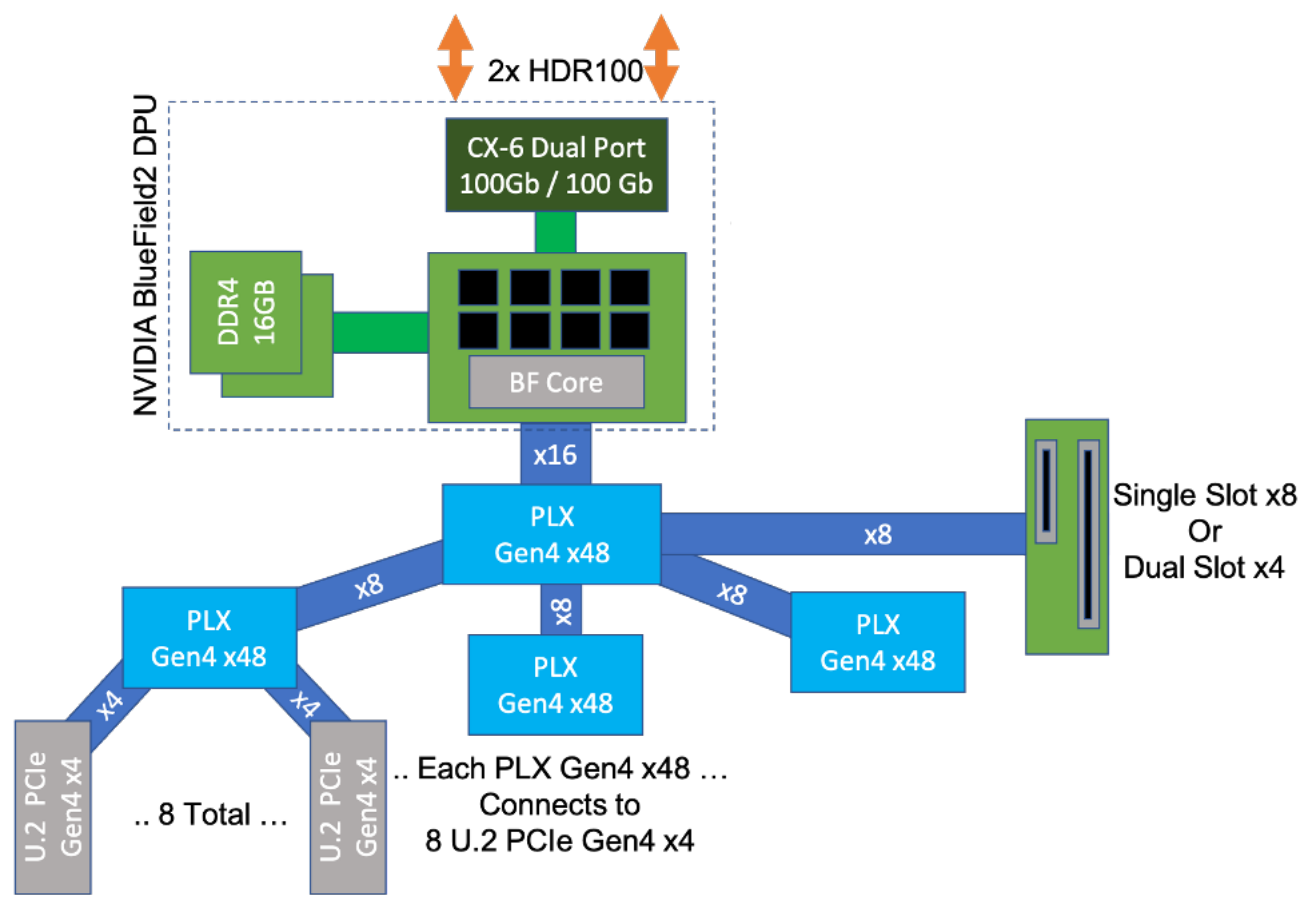 2x HDR100
NVIDIA BlueField2 DPU
CX-6 Dual Port
100Gb / 100 Gb
DDR4
16GB
BF Core
x16
PLX
Gen4 x48
x8
Single Slot x8
Or
Dual Slot x4
x8
x8
x8
PLX
Gen4 x48
PLX
Gen4 x48
PLX
Gen4 x48
x4
x4
U.2 PCIe
Gen4 x4
.. 8 Total ...
U.2 PCIe
Gen4 x4
.. Each PLX Gen4 x48 ...
Connects to
8 U.2 PCIe Gen4 x4